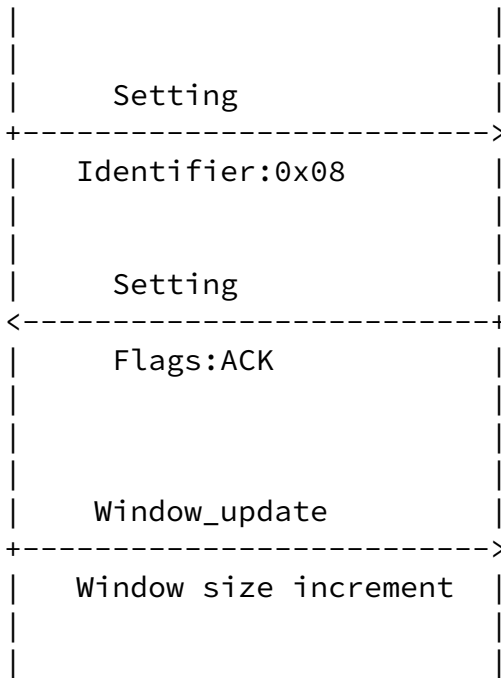 Setting
Identifier:0x08
Setting
Flags:ACK
Window_update
Window size increment